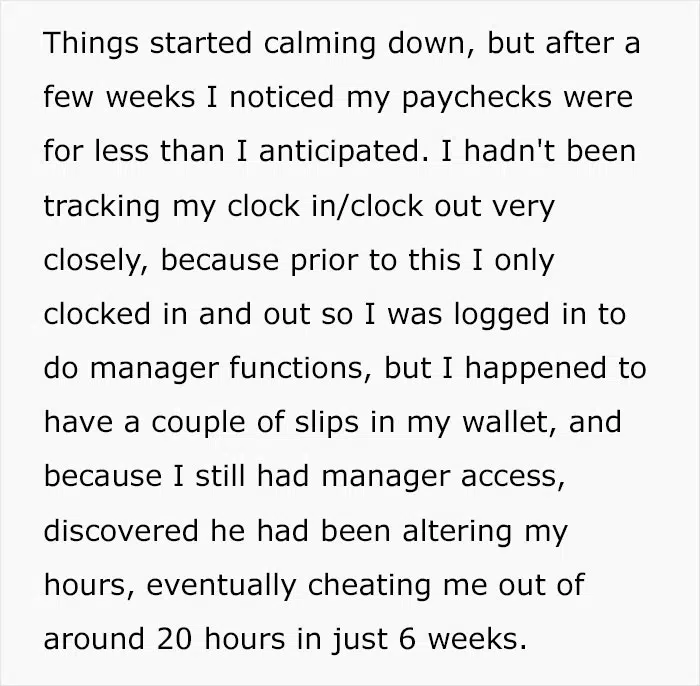 Things started calming down, but after a
few weeks I noticed my paychecks were
for less than I anticipated. I hadn't been
tracking my clock in/clock out very
closely, because prior to this I only
clocked in and out so I was logged in to
do manager functions, but I happened to
have a couple of slips in my wallet, and
because I still had manager access,
discovered he had been altering my
hours, eventually cheating me out of
around 20 hours in just 6 weeks.